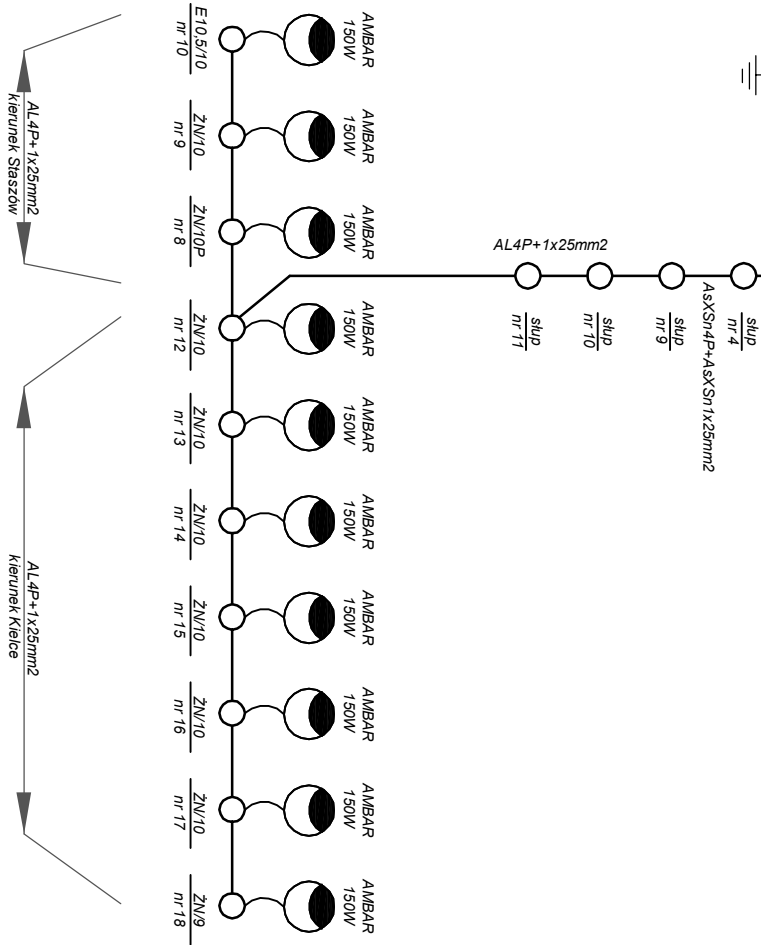 AMBAR
150W
E10,5/10
nr 10
AMBAR
150W
ŻN/10
nr 9
AMBAR
150W
ŻN/10P
nr 8
AL4P+1x25mm2
kierunek Staszów
AMBAR
150W
ŻN/10
nr 12
AMBAR
150W
ŻN/10
nr 13
AMBAR
150W
ŻN/10
nr 14
AMBAR
150W
ŻN/10
nr 15
AMBAR
150W
ŻN/10
nr 16
AMBAR
150W
ŻN/10
nr 17
AMBAR
150W
ŻN/9
nr 18
AL4P+1x25mm2
kierunek Kielce
AL4P+1x25mm2
słup
nr 11
słup
nr 10
słup
nr 9
AsXSn4P+AsXSn1x25mm2
słup
nr 4